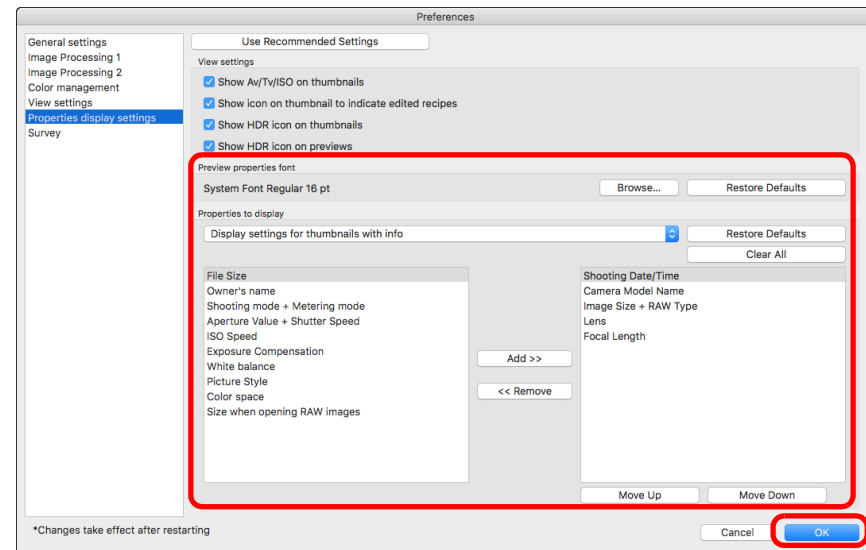 Preferences
General settings
Image Processing 1
Image Processing 2
Color management
View settings
Properties display settings
Survey
Use Recommended Settings
View settings
Show Av/Tv/ISO on thumbnails
Show icon on thumbnail to indicate edited recipes
Show HDR icon on thumbnails
Show HDR icon on previews
Preview properties font
System Font Regular 16 pt
Browse...
Restore Defaults
Properties to display
Display settings for thumbnails with info
Restore Defaults
Clear All
File Size
Owner's name
Shooting mode + Metering mode
Aperture Value + Shutter Speed
ISO Speed
Exposure Compensation
White balance
Picture Style
Color space
Size when opening RAW images
Add >>
<< Remove
Shooting Date/Time
Camera Model Name
Image Size + RAW Type
Lens
Focal Length
Move Up
Move Down
*Changes take effect after restarting
Cancel
OK